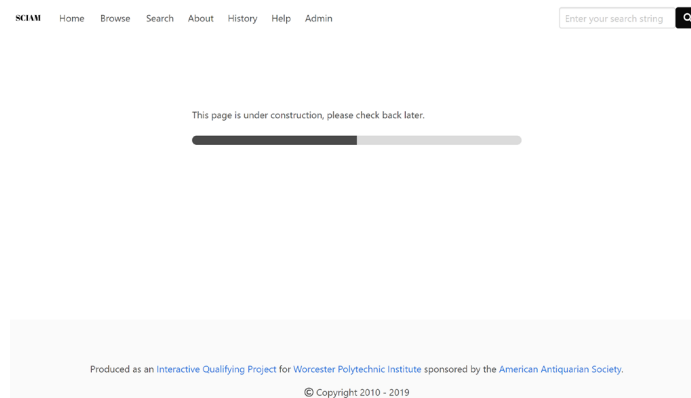 SCIAM Home Browse Search About History Help Admin Enter your search string
This page is under construction, please check back later.
Produced as an Interactive Qualifying Project for Worcester Polytechnic Institute sponsored by the American Antiquarian Society.
© Copyright 2010 - 2019